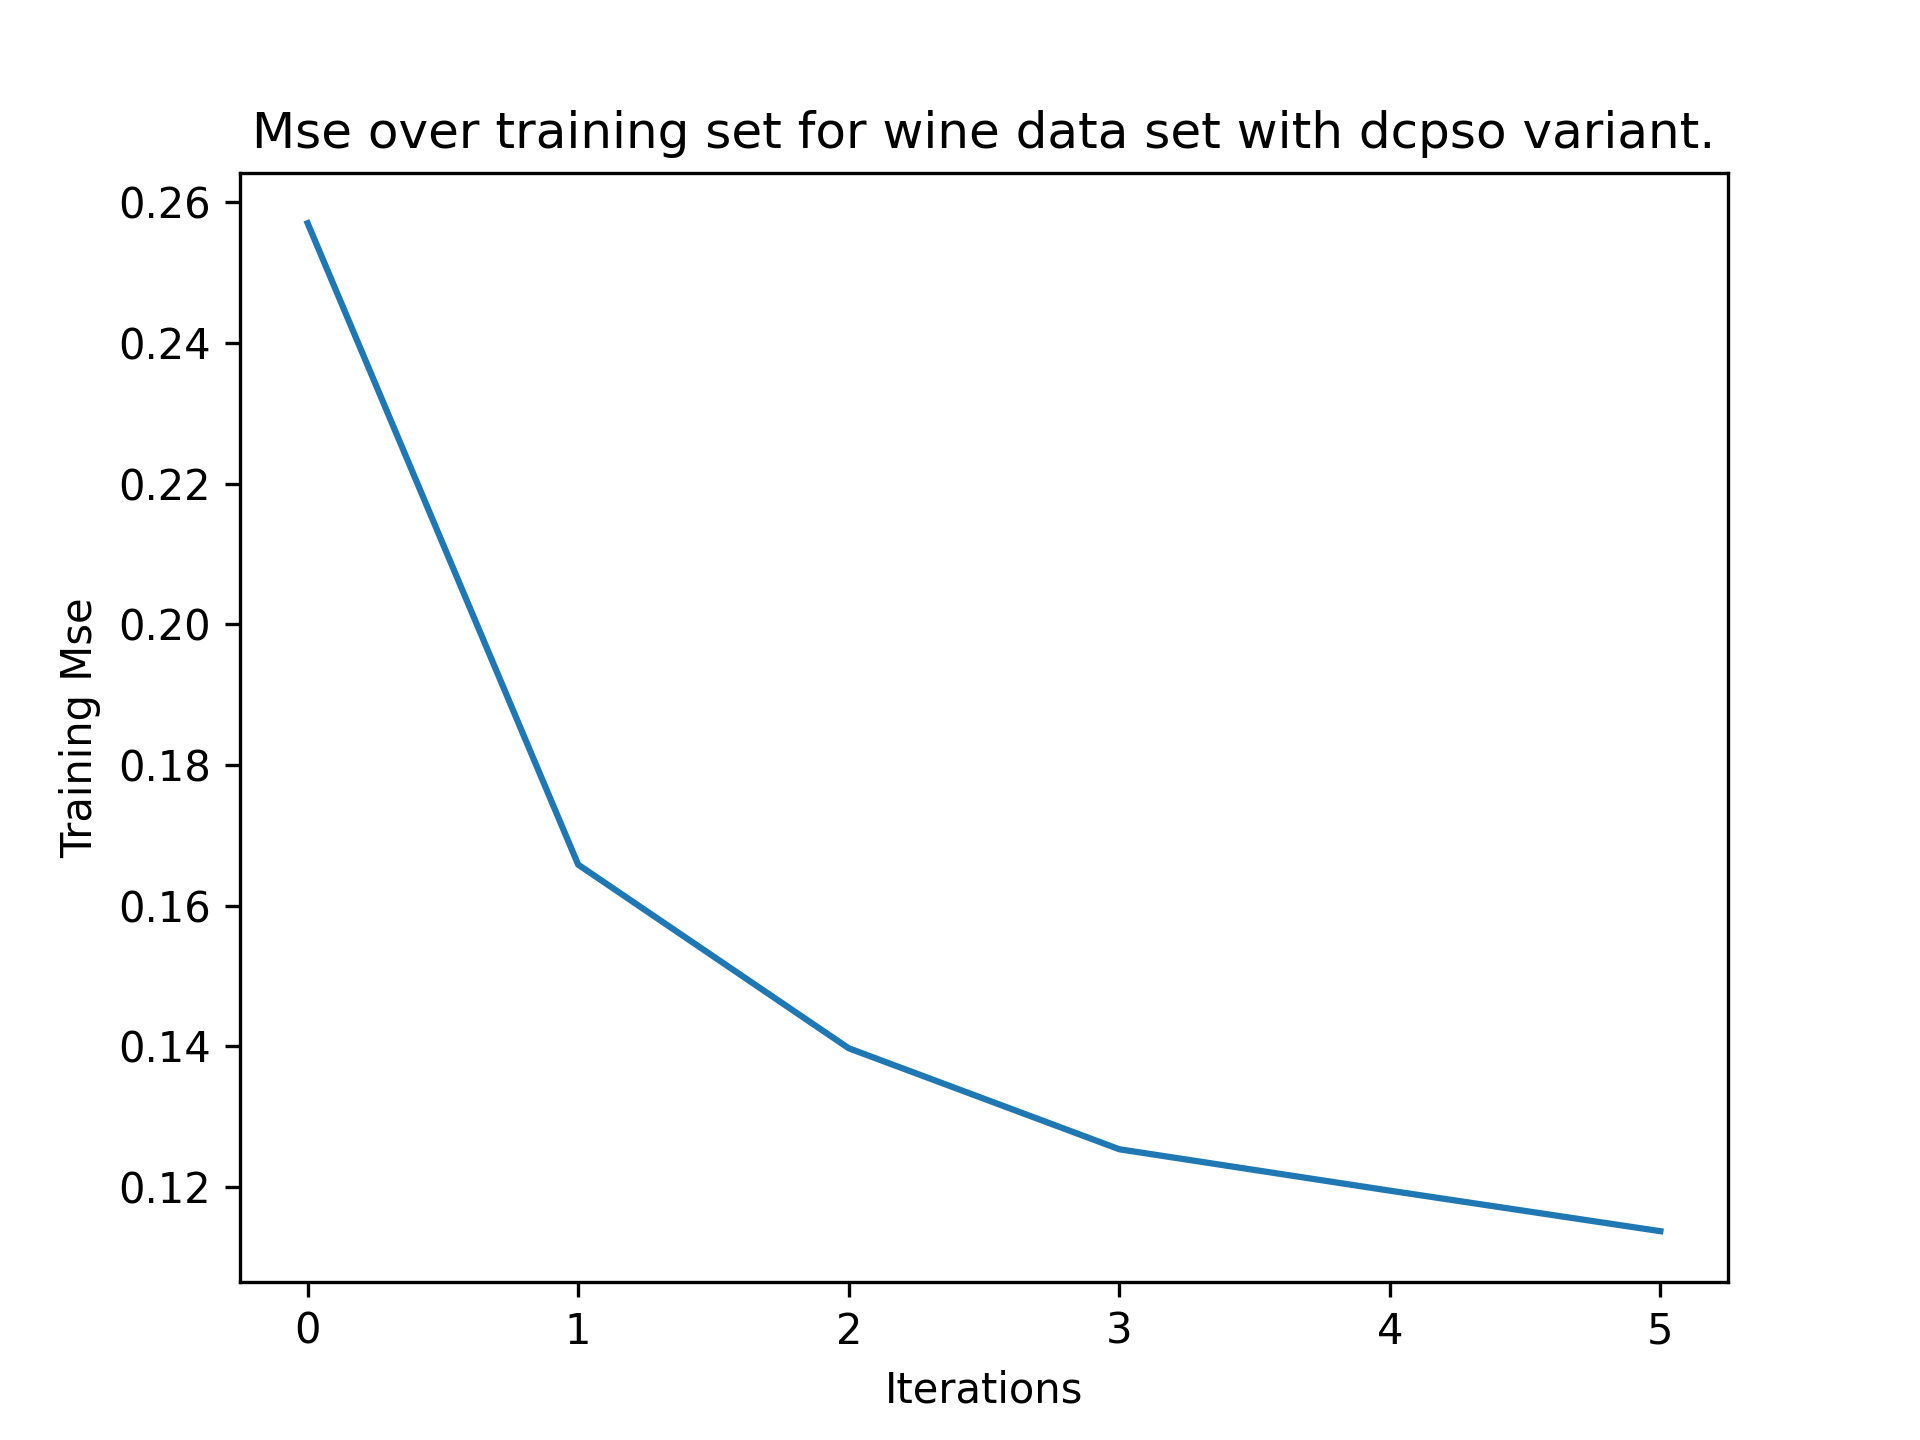 Mse over training set for wine data set with dcpso variant.
0.26
0.24
0.22
0.20
0.18
0.16
0.14
0.12
Training Mse
0 1 2 3 4 5
Iterations